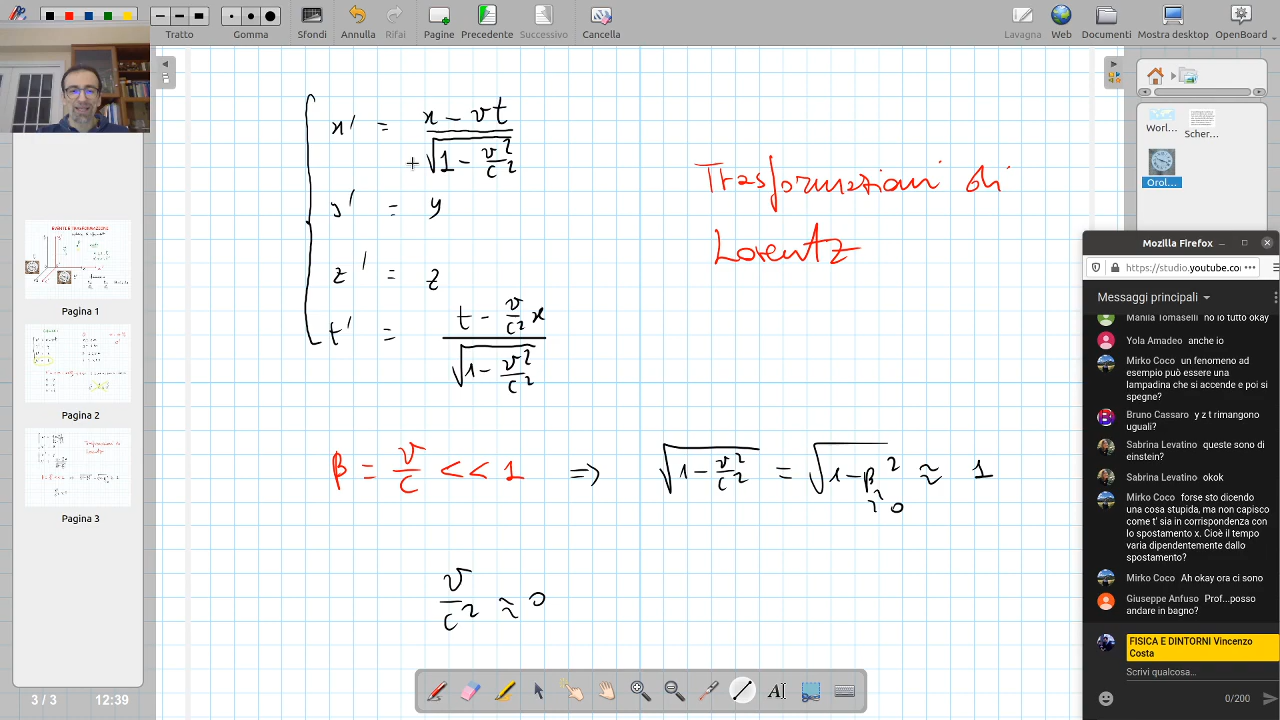 Tratto
Gomma
Sfondi
Annulla
Rifai
Pagine
Precedente
Successivo
Cancella
Lavagna
Web
Documenti
Mostra desktop
OpenBoard
x' = x - vt / +√1 - v²/c²
y' = y
z' = z
t' = t - v/c² x / √1 - v²/c²
Trasformazioni di
Lorentz
β = v/c << 1 ⇒ √1 - v²/c² = √1 - β² ≈ 1
≈ 0
v/c² ≈ 0
Pagina 1
Pagina 2
Pagina 3
3 / 3 12:39
Worl...
Scher...
Orol...
Mozilla Firefox
https://studio.youtube.co
Messaggi principali
Manila Tomaselli no io tutto okay
Yola Amadeo anche io
Mirko Coco un fenomeno ad
esempio può essere una
lampadina che si accende e poi si
spegne?
Bruno Cassaro y z t rimangono
uguali?
Sabrina Levatino queste sono di
einstein?
Sabrina Levatino okok
Mirko Coco forse sto dicendo
una cosa stupida, ma non capisco
come t' sia in corrispondenza con
lo spostamento x. Cioè il tempo
varia dipendentemente dallo
spostamento?
Mirko Coco Ah okay ora ci sono
Giuseppe Anfuso Prof...posso
andare in bagno?
FISICA E DINTORNI Vincenzo
Costa
Scrivi qualcosa...
0/200